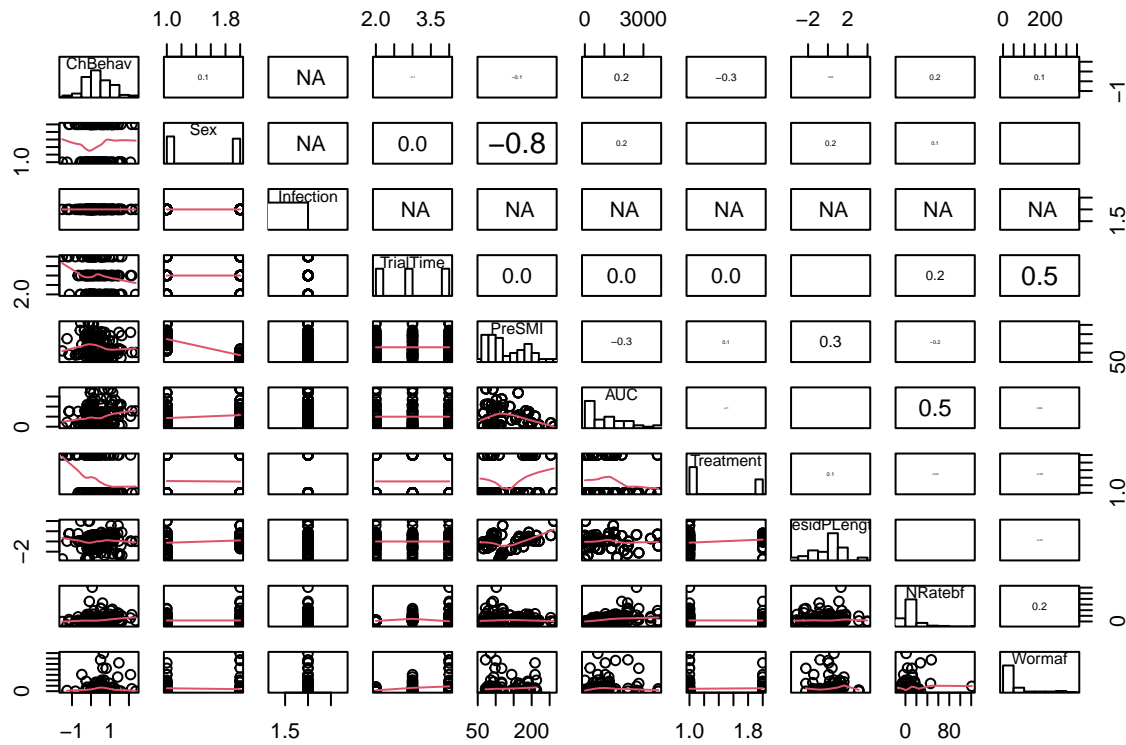 1.0 1.8 2.0 3.5 0 3000 −2 2 0 200
ChBehav 0.1 NA −0.1 0.2 −0.3 0.2 0.1 −1
1.0 Sex NA 0.0 −0.8 0.2 0.2 0.1
Infection NA NA NA NA NA NA NA 1.5
2.0 TrialTime 0.0 0.0 0.0 0.2 0.5
PreSMI −0.3 0.1 0.3 −0.2 50
0 AUC 0.5
Treatment 0.1 1.0
−2 esidPLengt
NRatebf 0.2 0
0 Wormaf
−1 1 1.5 50 200 1.0 1.8 0 80